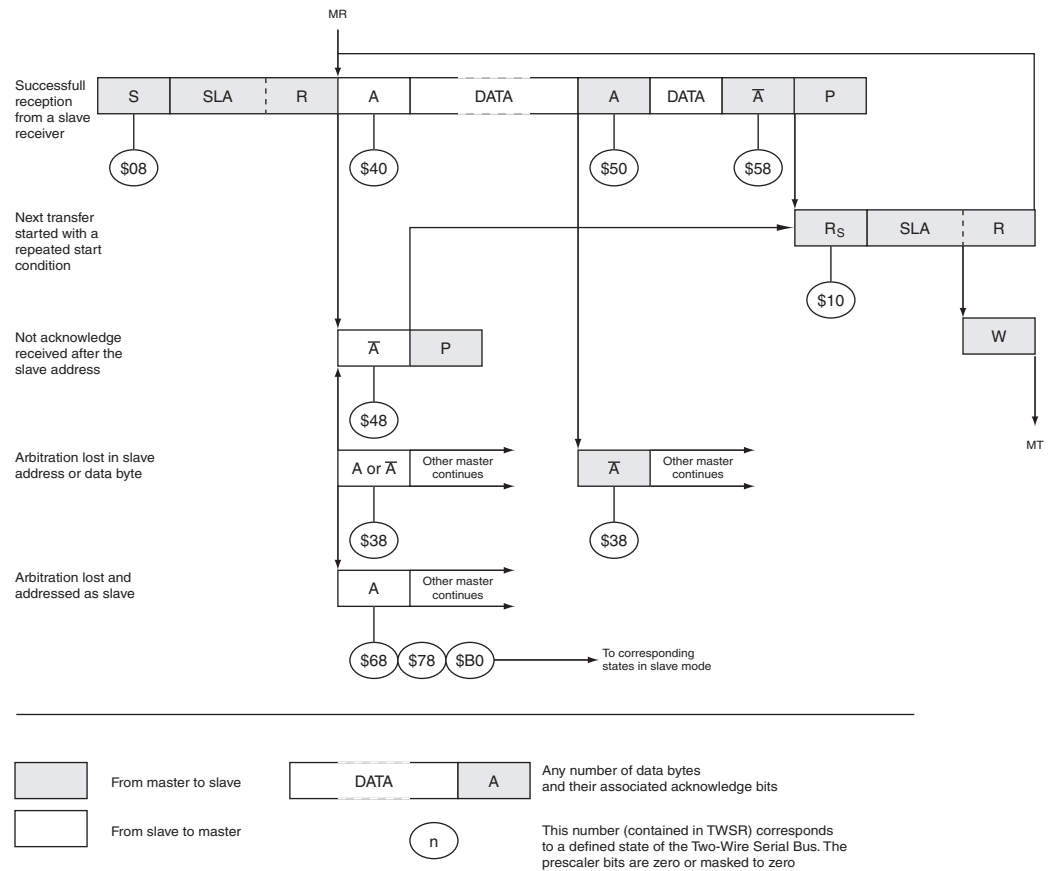 MR
Successfull
reception
from a slave
receiver
S SLA R A DATA A DATA A̅ P
$08 $40 $50 $58
Next transfer
started with a
repeated start
condition
RS SLA R
$10
Not acknowledge
received after the
slave address
A̅ P
W
$48
MT
Arbitration lost in slave
address or data byte
A or A̅
Other master
continues
A̅
Other master
continues
$38 $38
Arbitration lost and
addressed as slave
A
Other master
continues
$68 $78 $B0
To corresponding
states in slave mode
From master to slave
DATA A
Any number of data bytes
and their associated acknowledge bits
From slave to master
n
This number (contained in TWSR) corresponds
to a defined state of the Two-Wire Serial Bus. The
prescaler bits are zero or masked to zero